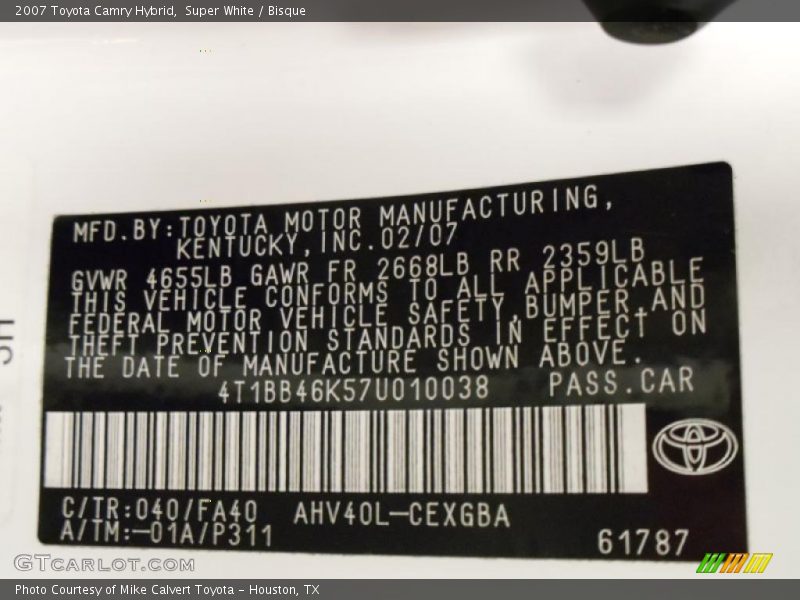 2007 Toyota Camry Hybrid,  Super White / Bisque
MFD.BY:TOYOTA MOTOR MANUFACTURING,
KENTUCKY,INC.02/07
GVWR 4655LB GAWR FR 2668LB RR 2359LB
THIS VEHICLE CONFORMS TO ALL APPLICABLE
FEDERAL MOTOR VEHICLE SAFETY,BUMPER,AND
THEFT PREVENTION STANDARDS IN EFFECT ON
THE DATE OF MANUFACTURE SHOWN ABOVE.
4T1BB46K57U010038 PASS.CAR
C/TR:040/FA40 AHV40L-CEXGBA
A/TM:-01A/P311
61787
GTCARLOT.COM
Photo Courtesy of Mike Calvert Toyota - Houston, TX